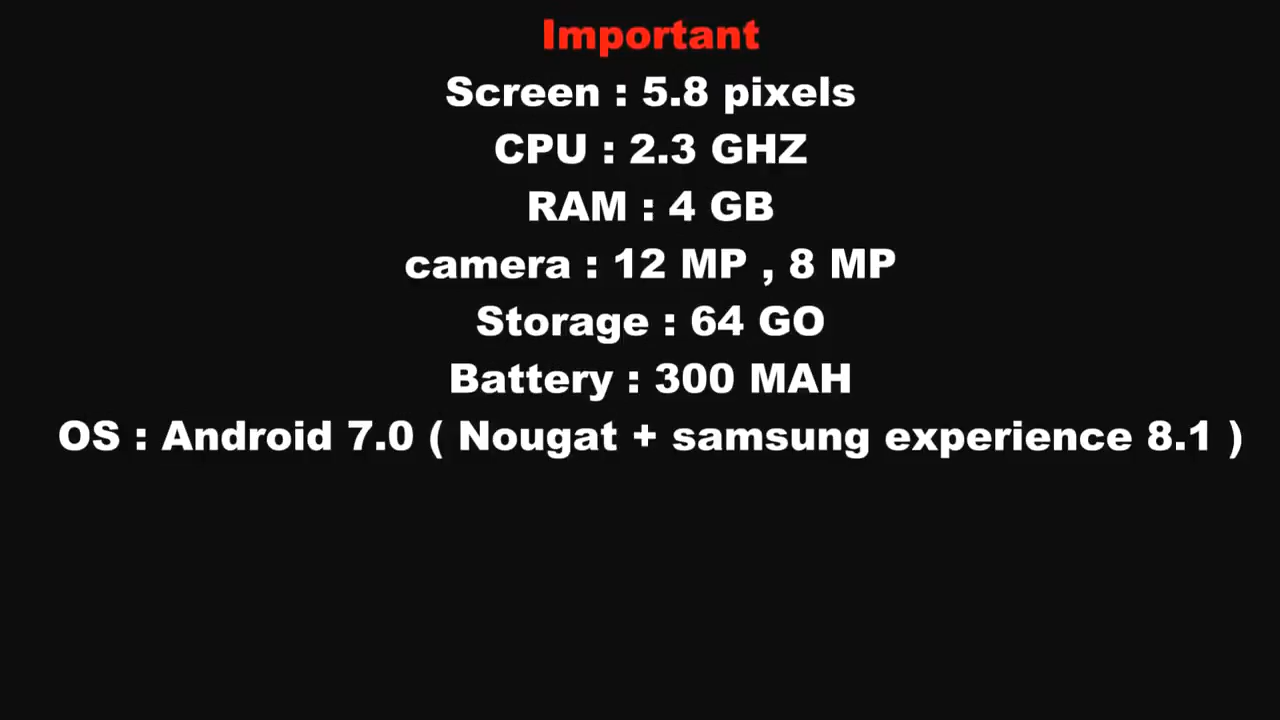 Important
Screen : 5.8 pixels
CPU : 2.3 GHZ
RAM : 4 GB
camera : 12 MP , 8 MP
Storage : 64 GO
Battery : 300 MAH
OS : Android 7.0 ( Nougat + samsung experience 8.1 )